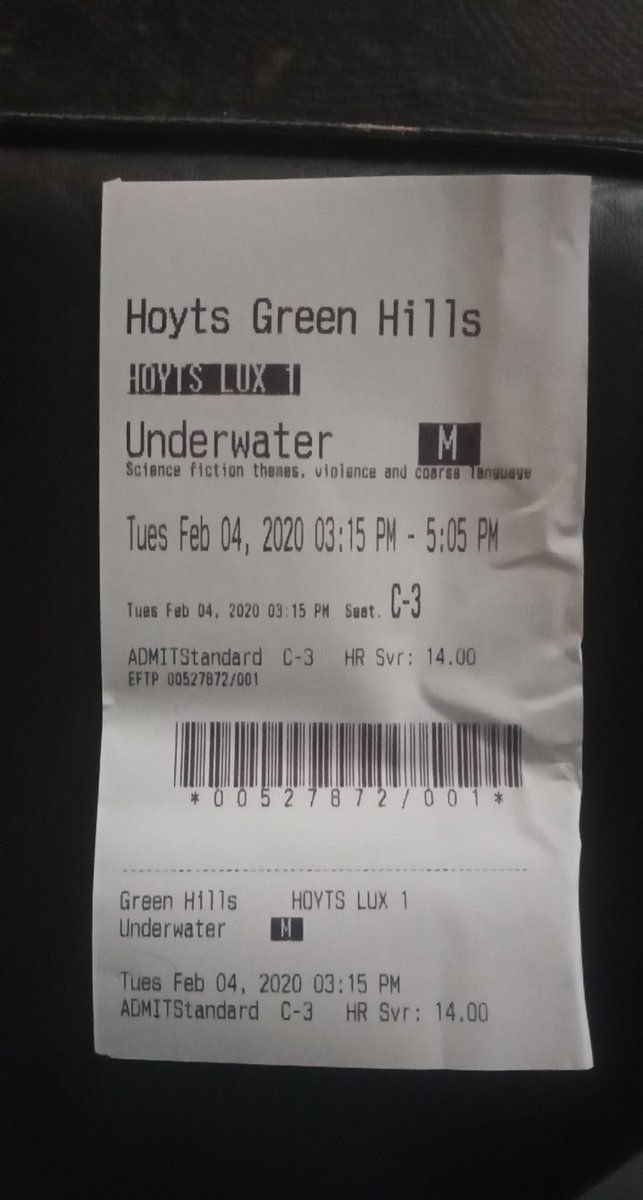 Hoyts Green Hills
HOYTS LUX 1
Underwater M
Science fiction themes, violence and coarse language
Tues Feb 04, 2020 03:15 PM - 5:05 PM
Tues Feb 04, 2020 03:15 PM Seat. C-3
ADMITStandard C-3 HR Svr: 14.00
EFTP 00527872/001
*00527872/001*
Green Hills HOYTS LUX 1
Underwater M
Tues Feb 04, 2020 03:15 PM
ADMITStandard C-3 HR Svr: 14.00